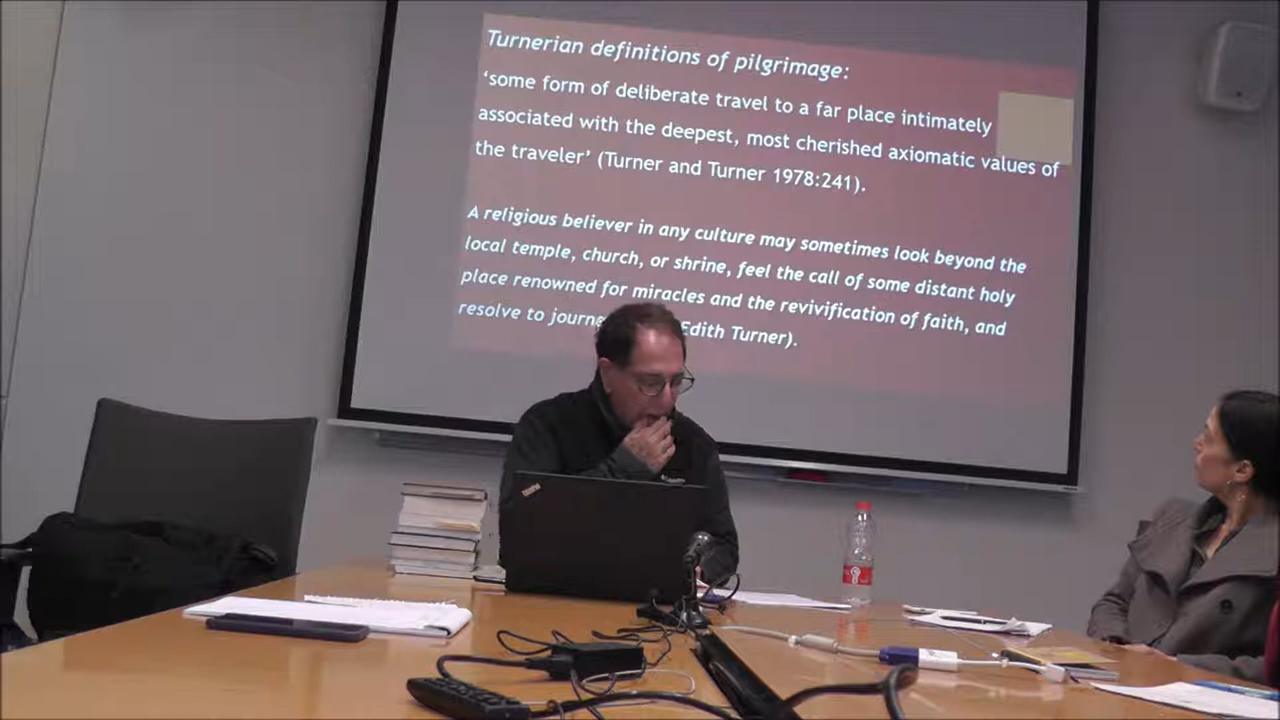 Turnerian definitions of pilgrimage:
‘some form of deliberate travel to a far place intimately
associated with the deepest, most cherished axiomatic values of
the traveler’ (Turner and Turner 1978:241).
A religious believer in any culture may sometimes look beyond the
local temple, church, or shrine, feel the call of some distant holy
place renowned for miracles and the revivification of faith, and
resolve to journe Edith Turner).
ThinkPad